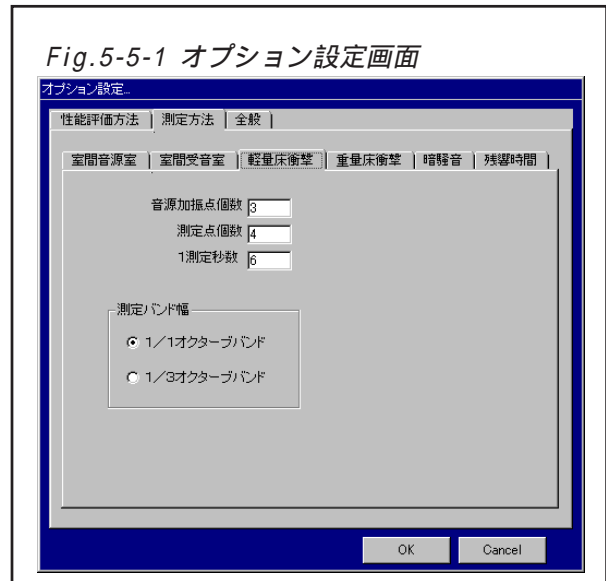 Fig.5-5-1 オプション設定画面
オプション設定...
性能評価方法 測定方法 全般
室間音源室 室間受音室 軽量床衝撃 重量床衝撃 暗騒音 残響時間
音源加振点個数 3
測定点個数 4
1測定秒数 6
測定バンド幅
1/1オクターブバンド
1/3オクターブバンド
OK Cancel